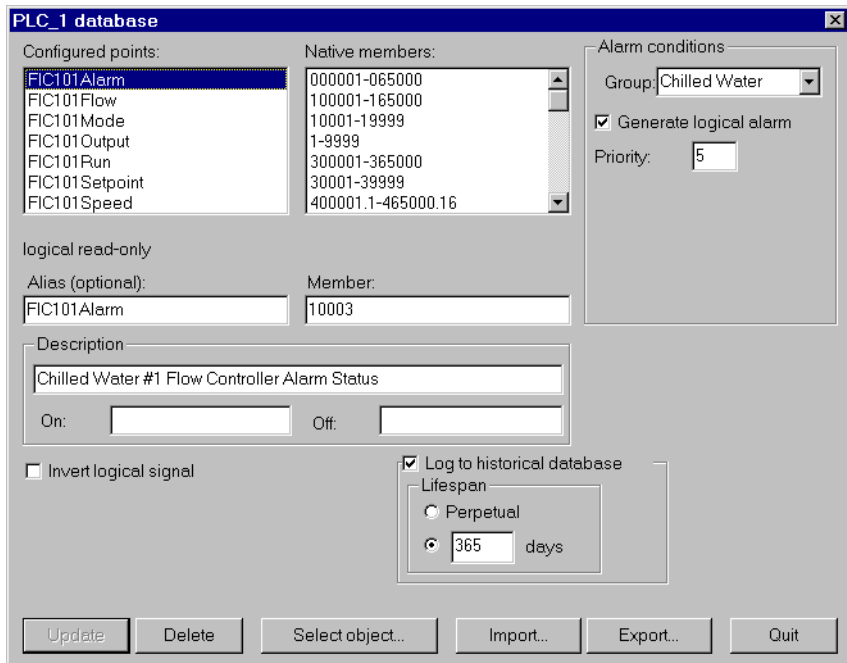 PLC_1 database
Configured points:
FIC101Alarm
FIC101Flow
FIC101Mode
FIC101Output
FIC101Run
FIC101Setpoint
FIC101Speed
Native members:
000001-065000
100001-165000
10001-19999
1-9999
300001-365000
30001-39999
400001.1-465000.16
Alarm conditions
Group: Chilled Water
Generate logical alarm
Priority: 5
logical read-only
Alias (optional):
FIC101Alarm
Member:
10003
Description
Chilled Water #1 Flow Controller Alarm Status
On: Off:
Invert logical signal
Log to historical database
Lifespan
Perpetual
365 days
Update Delete Select object... Import... Export... Quit